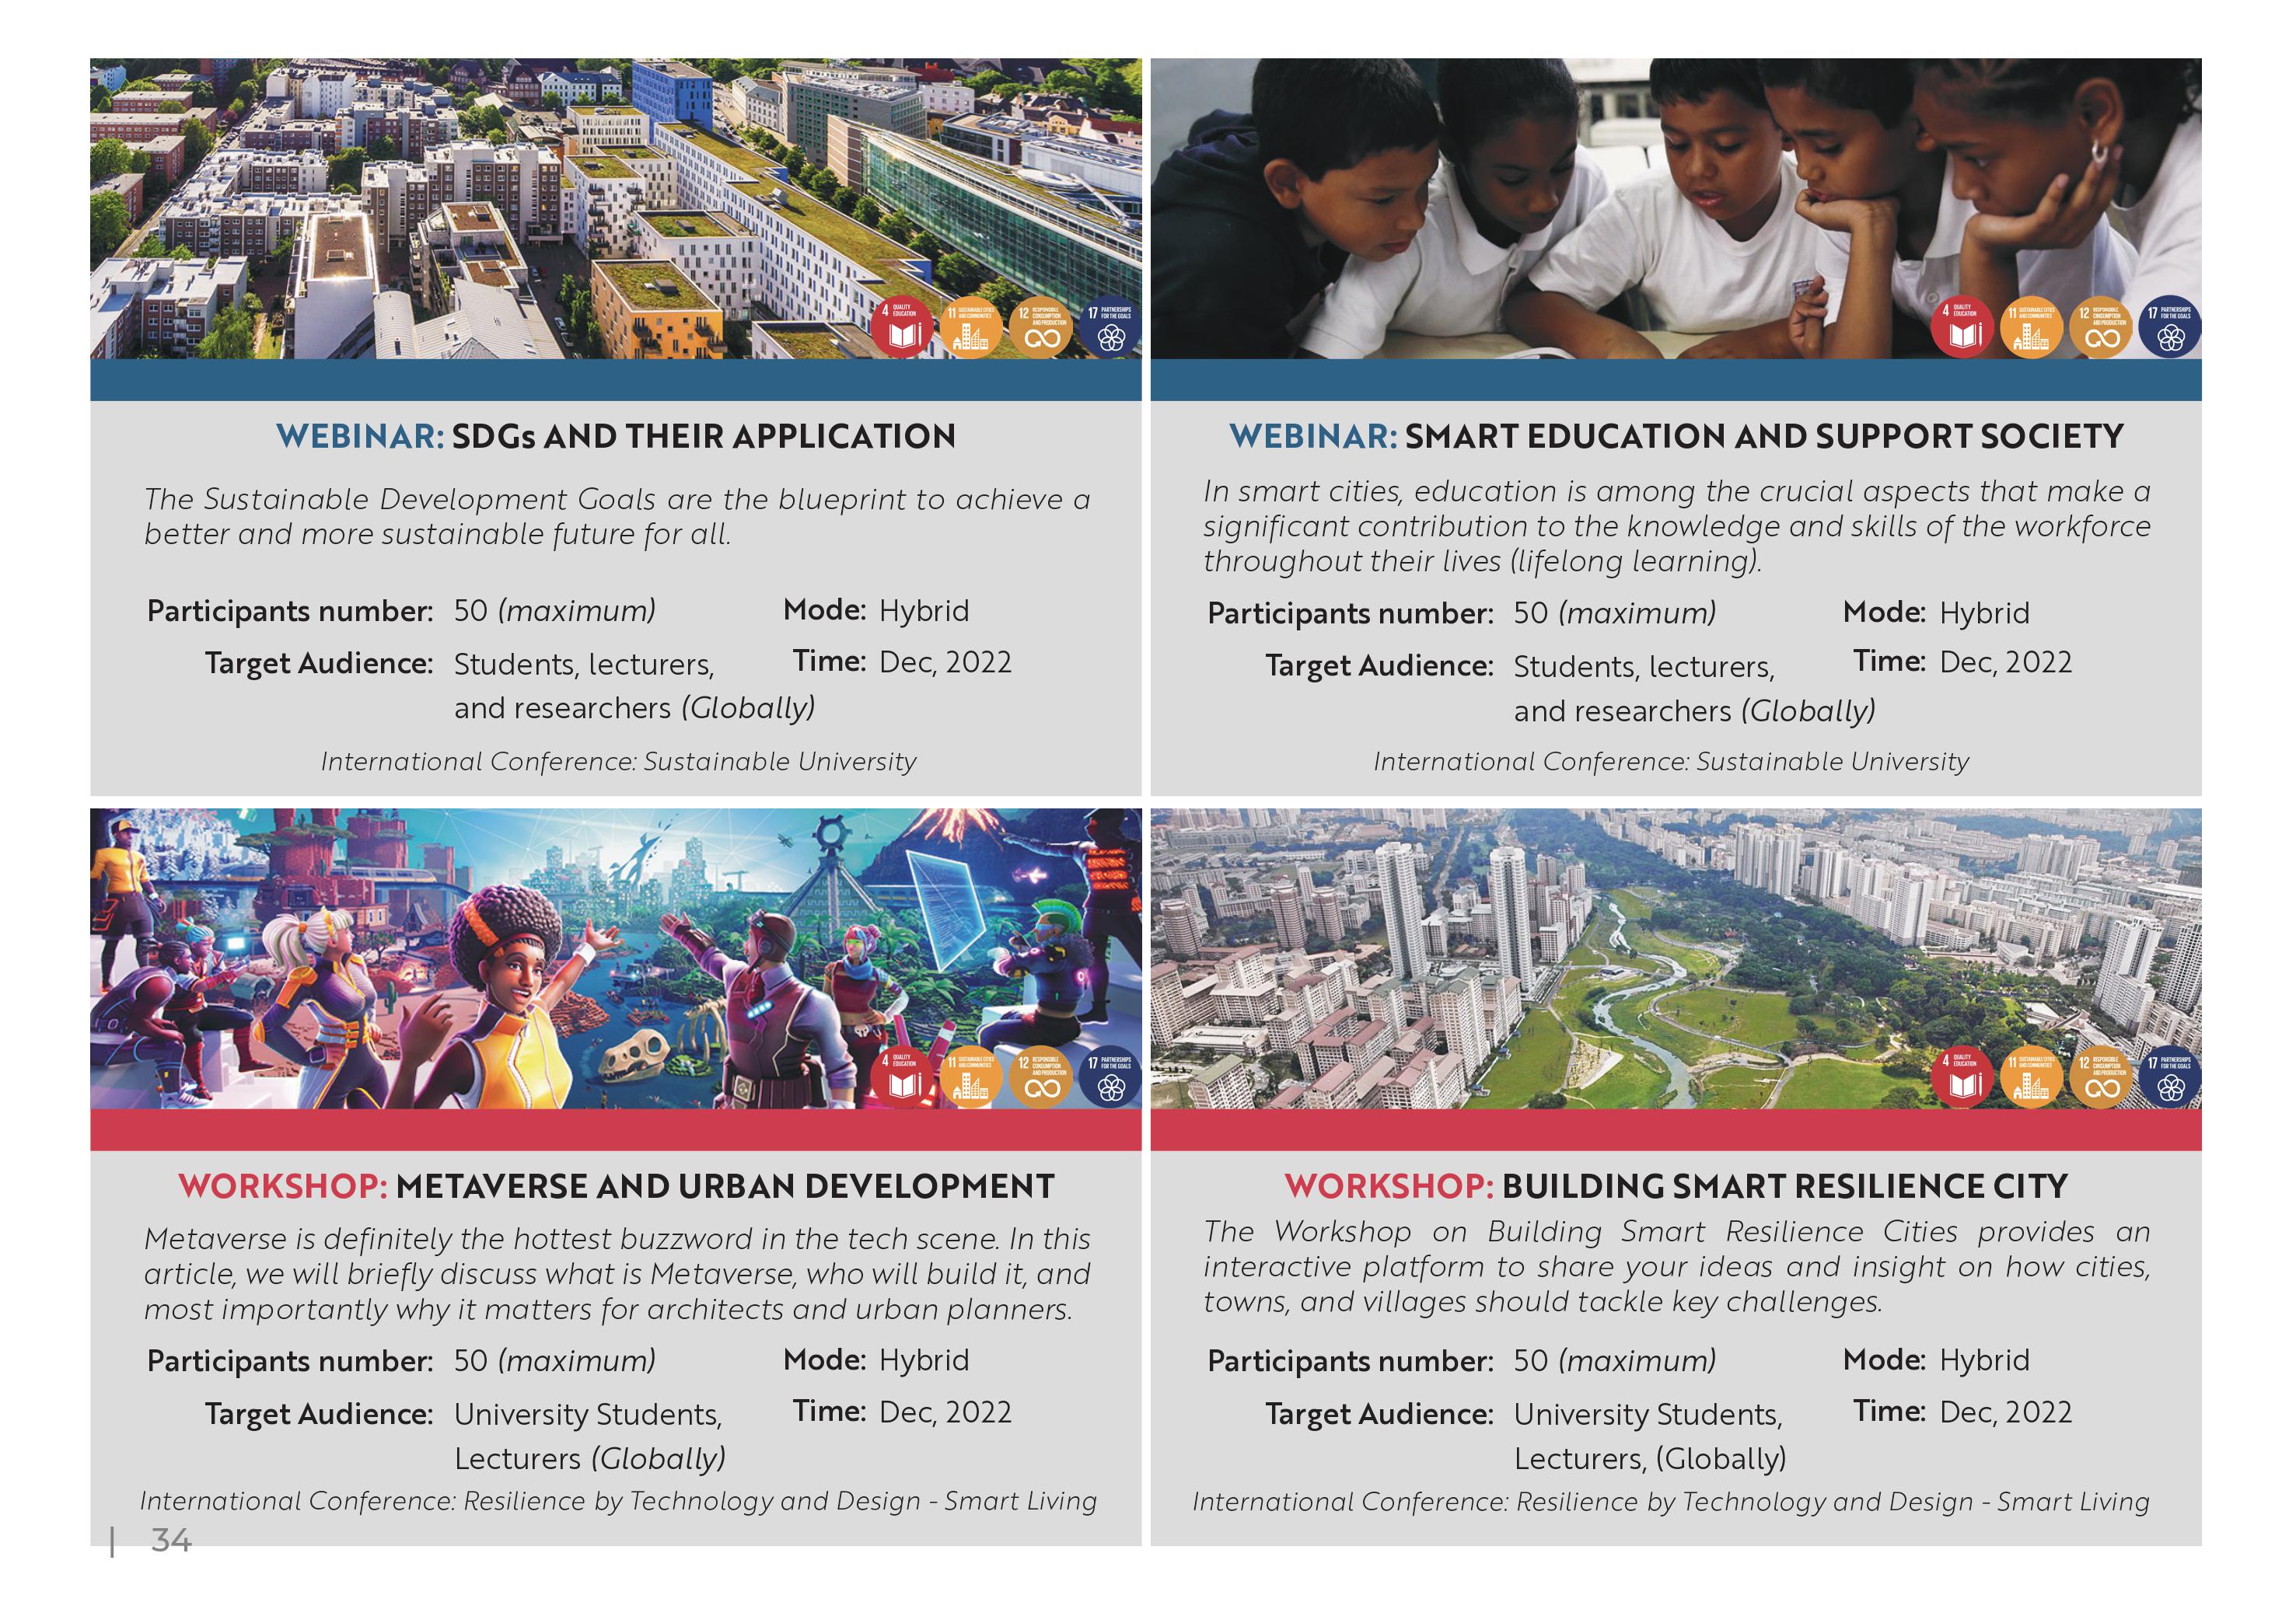 4 QUALITY
EDUCATION
11 SUSTAINABLE CITIES
AND COMMUNITIES
12 RESPONSIBLE
CONSUMPTION
AND PRODUCTION
17 PARTNERSHIPS
FOR THE GOALS
WEBINAR: SDGs AND THEIR APPLICATION
The Sustainable Development Goals are the blueprint to achieve a
better and more sustainable future for all.
Participants number: 50 (maximum)
Mode: Hybrid
Target Audience: Students, lecturers,
and researchers (Globally)
Time: Dec, 2022
International Conference: Sustainable University
4 QUALITY
EDUCATION
11 SUSTAINABLE CITIES
AND COMMUNITIES
12 RESPONSIBLE
CONSUMPTION
AND PRODUCTION
17 PARTNERSHIPS
FOR THE GOALS
WEBINAR: SMART EDUCATION AND SUPPORT SOCIETY
In smart cities, education is among the crucial aspects that make a
significant contribution to the knowledge and skills of the workforce
throughout their lives (lifelong learning).
Participants number: 50 (maximum)
Mode: Hybrid
Target Audience: Students, lecturers,
and researchers (Globally)
Time: Dec, 2022
International Conference: Sustainable University
4 QUALITY
EDUCATION
11 SUSTAINABLE CITIES
AND COMMUNITIES
12 RESPONSIBLE
CONSUMPTION
AND PRODUCTION
17 PARTNERSHIPS
FOR THE GOALS
WORKSHOP: METAVERSE AND URBAN DEVELOPMENT
Metaverse is definitely the hottest buzzword in the tech scene. In this
article, we will briefly discuss what is Metaverse, who will build it, and
most importantly why it matters for architects and urban planners.
Participants number: 50 (maximum)
Mode: Hybrid
Target Audience: University Students,
Lecturers (Globally)
Time: Dec, 2022
International Conference: Resilience by Technology and Design - Smart Living
4 QUALITY
EDUCATION
11 SUSTAINABLE CITIES
AND COMMUNITIES
12 RESPONSIBLE
CONSUMPTION
AND PRODUCTION
17 PARTNERSHIPS
FOR THE GOALS
WORKSHOP: BUILDING SMART RESILIENCE CITY
The Workshop on Building Smart Resilience Cities provides an
interactive platform to share your ideas and insight on how cities,
towns, and villages should tackle key challenges.
Participants number: 50 (maximum)
Mode: Hybrid
Target Audience: University Students,
Lecturers, (Globally)
Time: Dec, 2022
International Conference: Resilience by Technology and Design - Smart Living
| 34